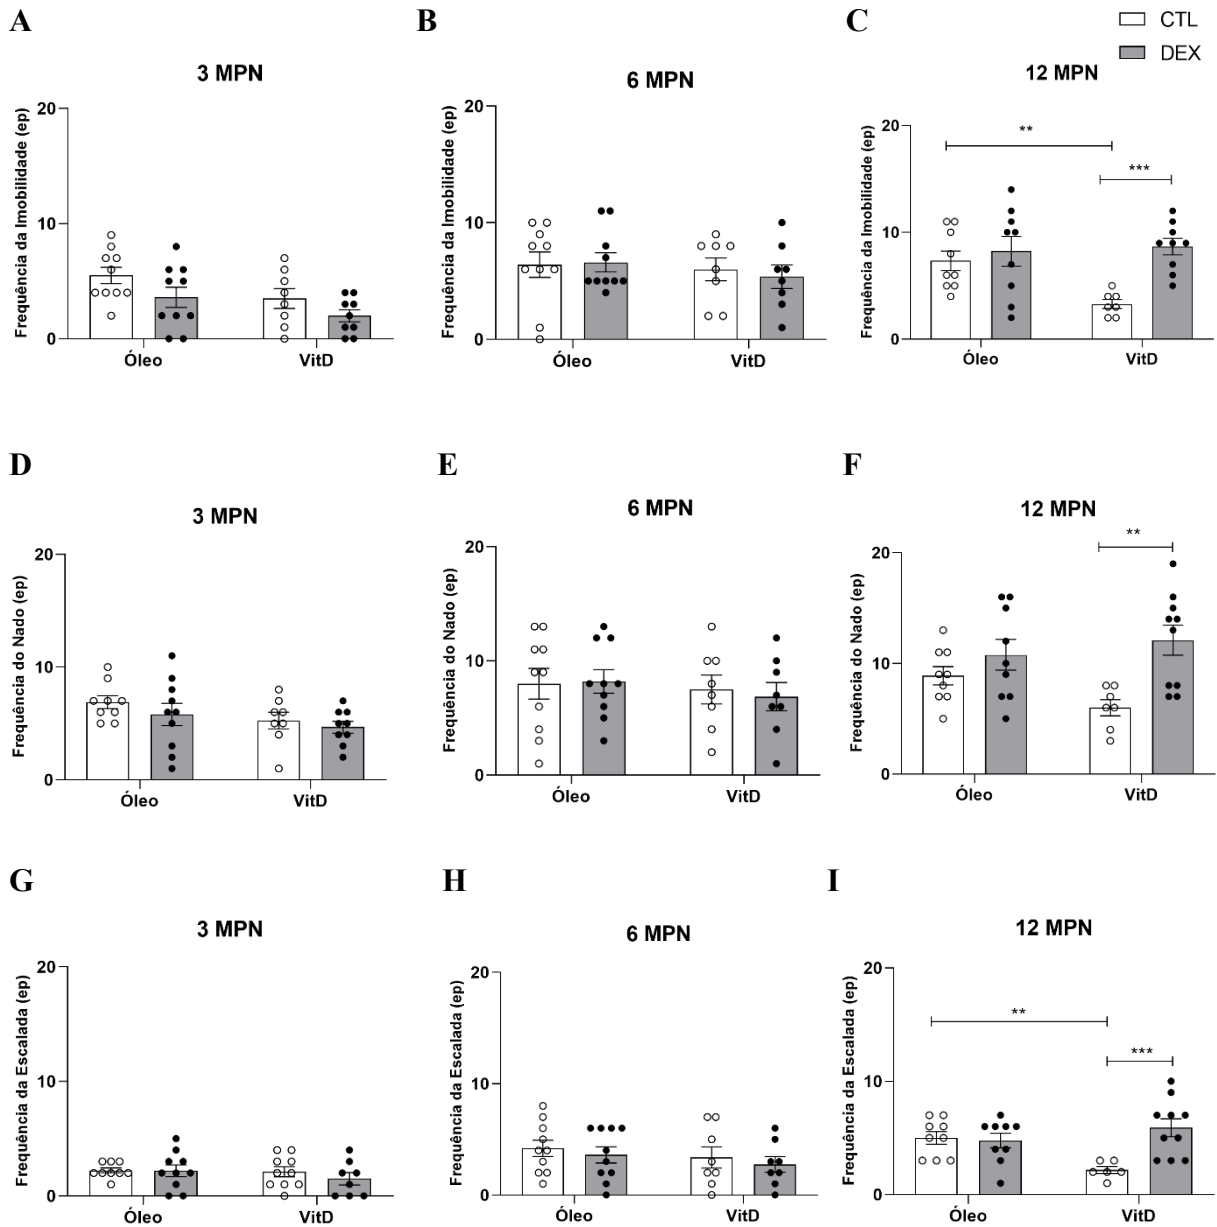 A
B
C
CTL
DEX
3 MPN
6 MPN
12 MPN
Frequência da Imobilidade (ep)
20
10
0
Óleo
VitD
Frequência da Imobilidade (ep)
20
10
0
Óleo
VitD
Frequência da Imobilidade (ep)
20
10
0
**
***
Óleo
VitD
D
E
F
3 MPN
6 MPN
12 MPN
Frequência do Nado (ep)
20
10
0
Óleo
VitD
Frequência do Nado (ep)
20
10
0
Óleo
VitD
Frequência do Nado (ep)
20
10
0
**
Óleo
VitD
G
H
I
3 MPN
6 MPN
12 MPN
Frequência da Escalada (ep)
20
10
0
Óleo
VitD
Frequência da Escalada (ep)
20
10
0
Óleo
VitD
Frequência da Escalada (ep)
20
10
0
**
***
Óleo
VitD